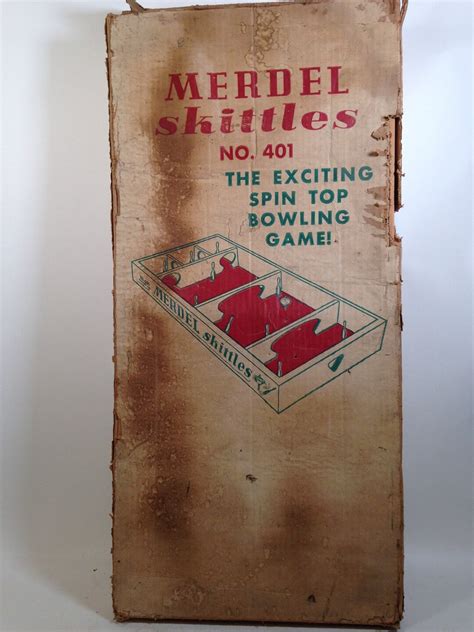 MERDEL
skittles
NO. 401
THE EXCITING
SPIN TOP
BOWLING
GAME!
MERDEL skittles